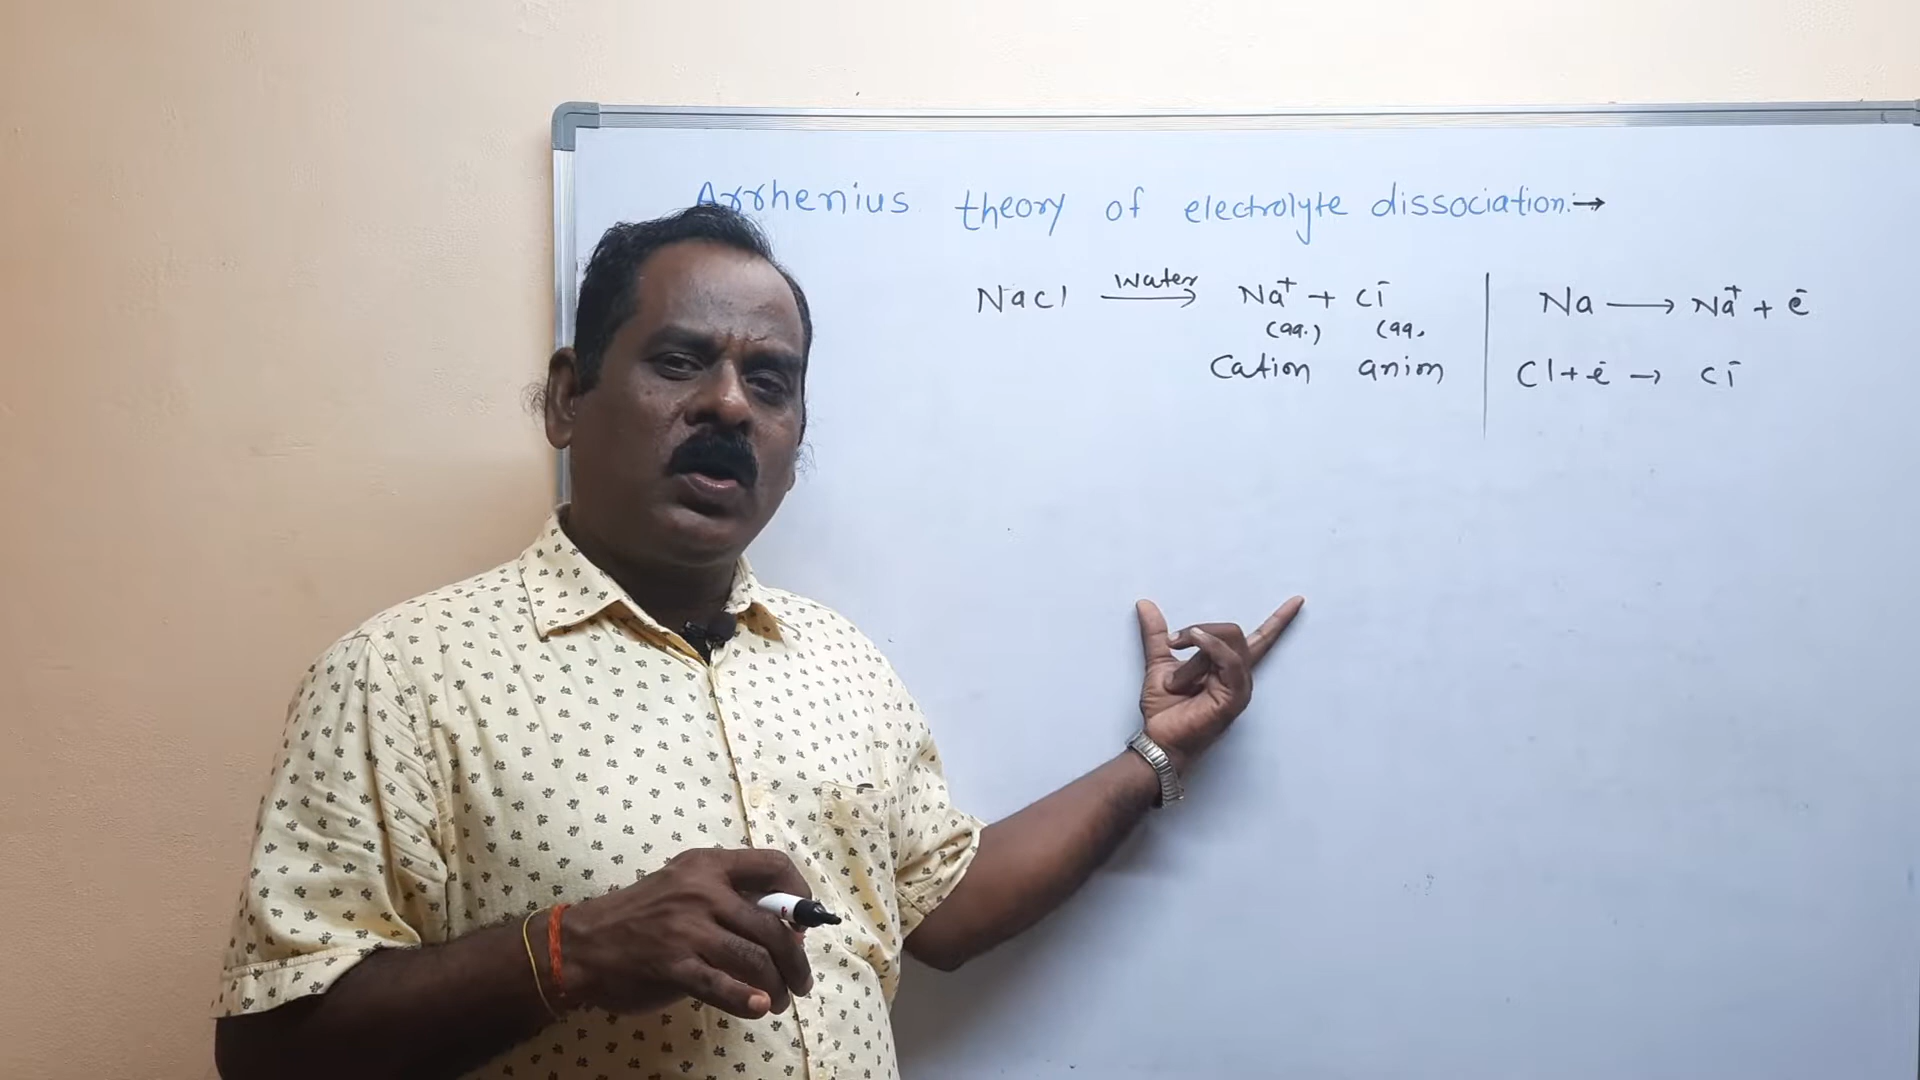 Arrhenius theory of electrolyte dissociation:→
NaCl —Water→ Na⁺ + Cl⁻
(aq.) (aq.
Cation anion
Na → Na⁺ + e⁻
Cl + e⁻ → Cl⁻